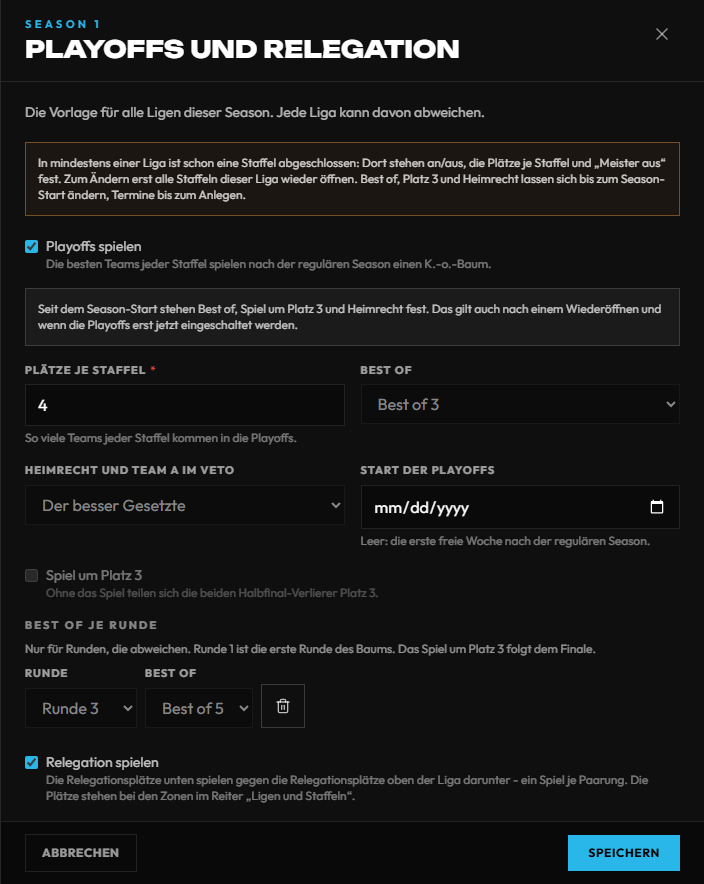 SEASON 1
PLAYOFFS UND RELEGATION
Die Vorlage für alle Ligen dieser Season. Jede Liga kann davon abweichen.
In mindestens einer Liga ist schon eine Staffel abgeschlossen: Dort stehen an/aus, die Plätze je Staffel und „Meister aus“
fest. Zum Ändern erst alle Staffeln dieser Liga wieder öffnen. Best of, Platz 3 und Heimrecht lassen sich bis zum Season-
Start ändern, Termine bis zum Anlegen.
Playoffs spielen
Die besten Teams jeder Staffel spielen nach der regulären Season einen K.-o.-Baum.
Seit dem Season-Start stehen Best of, Spiel um Platz 3 und Heimrecht fest. Das gilt auch nach einem Wiederöffnen und
wenn die Playoffs erst jetzt eingeschaltet werden.
PLÄTZE JE STAFFEL *
BEST OF
4
Best of 3
So viele Teams jeder Staffel kommen in die Playoffs.
HEIMRECHT UND TEAM A IM VETO
START DER PLAYOFFS
Der besser Gesetzte
mm/dd/yyyy
Leer: die erste freie Woche nach der regulären Season.
Spiel um Platz 3
Ohne das Spiel teilen sich die beiden Halbfinal-Verlierer Platz 3.
BEST OF JE RUNDE
Nur für Runden, die abweichen. Runde 1 ist die erste Runde des Baums. Das Spiel um Platz 3 folgt dem Finale.
RUNDE
BEST OF
Runde 3
Best of 5
Relegation spielen
Die Relegationsplätze unten spielen gegen die Relegationsplätze oben der Liga darunter - ein Spiel je Paarung. Die
Plätze stehen bei den Zonen im Reiter „Ligen und Staffeln“.
ABBRECHEN
SPEICHERN